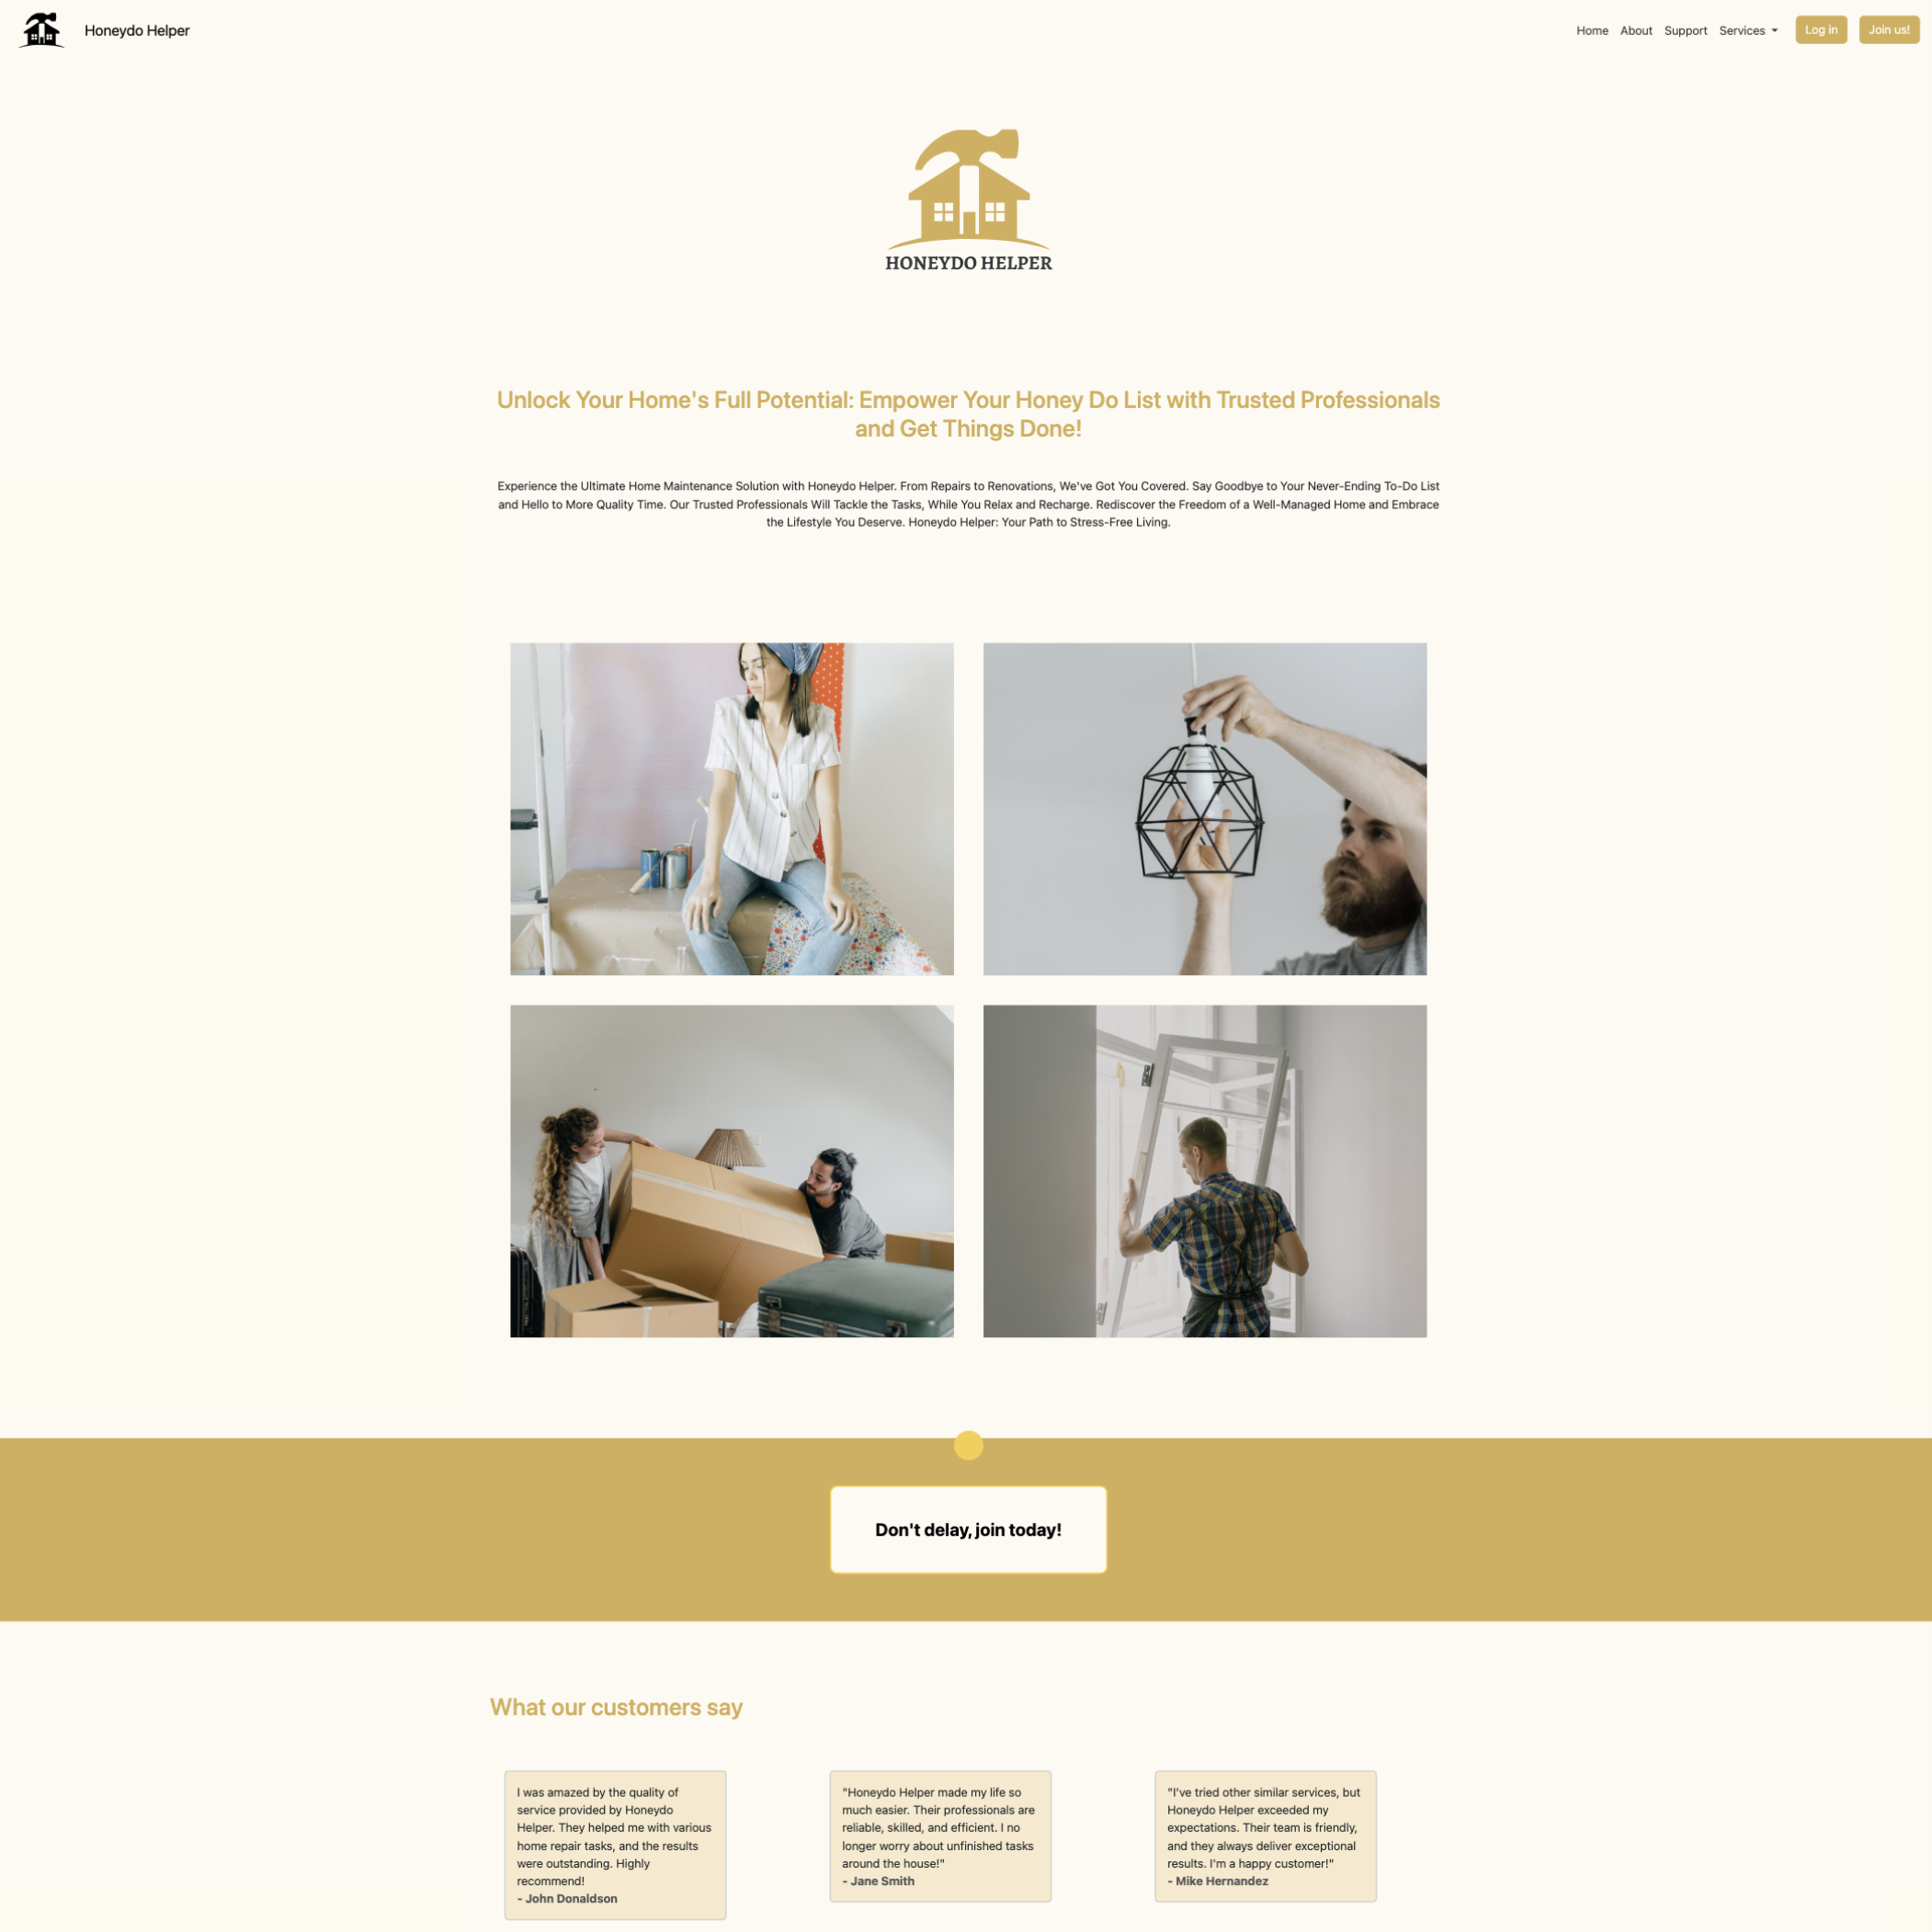 Honeydo Helper
Home About Support Services Log in Join us!
HONEYDO HELPER
Unlock Your Home's Full Potential: Empower Your Honey Do List with Trusted Professionals
and Get Things Done!
Experience the Ultimate Home Maintenance Solution with Honeydo Helper. From Repairs to Renovations, We've Got You Covered. Say Goodbye to Your Never-Ending To-Do List
and Hello to More Quality Time. Our Trusted Professionals Will Tackle the Tasks, While You Relax and Recharge. Rediscover the Freedom of a Well-Managed Home and Embrace
the Lifestyle You Deserve. Honeydo Helper: Your Path to Stress-Free Living.
Don't delay, join today!
What our customers say
I was amazed by the quality of
service provided by Honeydo
Helper. They helped me with various
home repair tasks, and the results
were outstanding. Highly
recommend!
- John Donaldson
"Honeydo Helper made my life so
much easier. Their professionals are
reliable, skilled, and efficient. I no
longer worry about unfinished tasks
around the house!"
- Jane Smith
"I've tried other similar services, but
Honeydo Helper exceeded my
expectations. Their team is friendly,
and they always deliver exceptional
results. I'm a happy customer!"
- Mike Hernandez